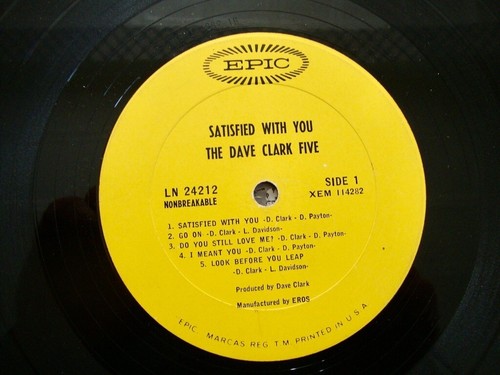 EPIC
SATISFIED WITH YOU
THE DAVE CLARK FIVE
LN 24212
NONBREAKABLE
SIDE 1
XEM 114282
1. SATISFIED WITH YOU -D. Clark - D. Payton-
2. GO ON -D. Clark - L. Davidson-
3. DO YOU STILL LOVE ME? -D. Clark - D. Payton-
4. I MEANT YOU -D. Clark - D. Payton-
5. LOOK BEFORE YOU LEAP
-D. Clark - L. Davidson-
Produced by Dave Clark
Manufactured by EROS
EPIC. MARCAS REG. T.M. PRINTED IN U.S.A.